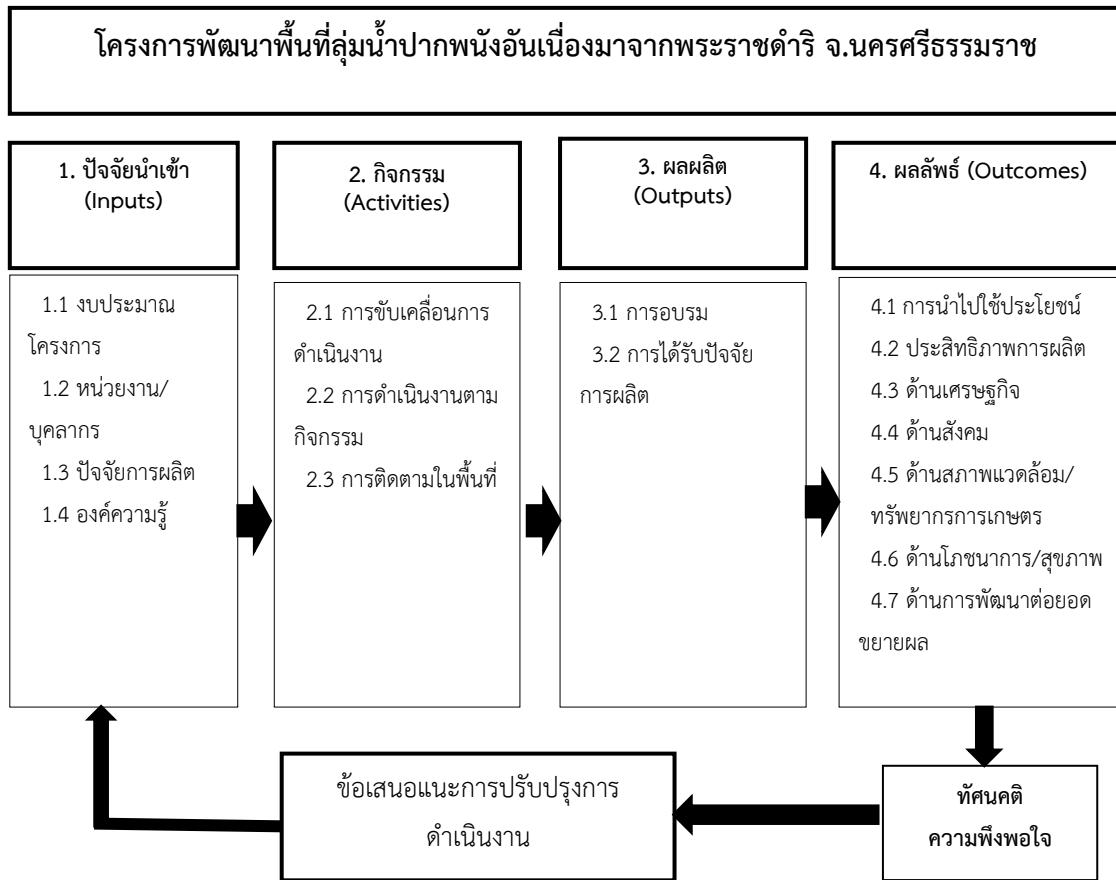 โครงการพัฒนาพื้นที่ลุ่มน้ำปากพนังอันเนื่องมาจากพระราชดำริ จ.นครศรีธรรมราช
1. ปัจจัยนำเข้า
(Inputs)
2. กิจกรรม
(Activities)
3. ผลผลิต
(Outputs)
4. ผลลัพธ์ (Outcomes)
1.1 งบประมาณ
โครงการ
1.2 หน่วยงาน/
บุคลากร
1.3 ปัจจัยการผลิต
1.4 องค์ความรู้
2.1 การขับเคลื่อนการ
ดำเนินงาน
2.2 การดำเนินงานตาม
กิจกรรม
2.3 การติดตามในพื้นที่
3.1 การอบรม
3.2 การได้รับปัจจัย
การผลิต
4.1 การนำไปใช้ประโยชน์
4.2 ประสิทธิภาพการผลิต
4.3 ด้านเศรษฐกิจ
4.4 ด้านสังคม
4.5 ด้านสภาพแวดล้อม/
ทรัพยากรการเกษตร
4.6 ด้านโภชนาการ/สุขภาพ
4.7 ด้านการพัฒนาต่อยอด
ขยายผล
ข้อเสนอแนะการปรับปรุงการ
ดำเนินงาน
ทัศนคติ
ความพึงพอใจ